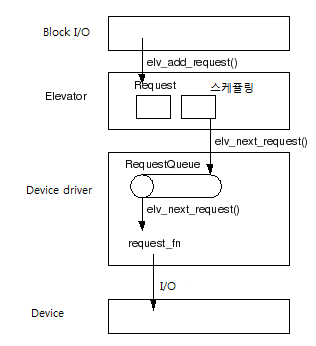 Block I/O
elv_add_request()
Request
스케쥴링
Elevator
elv_next_request()
RequestQueue
Device driver
elv_next_request()
request_fn
I/O
Device